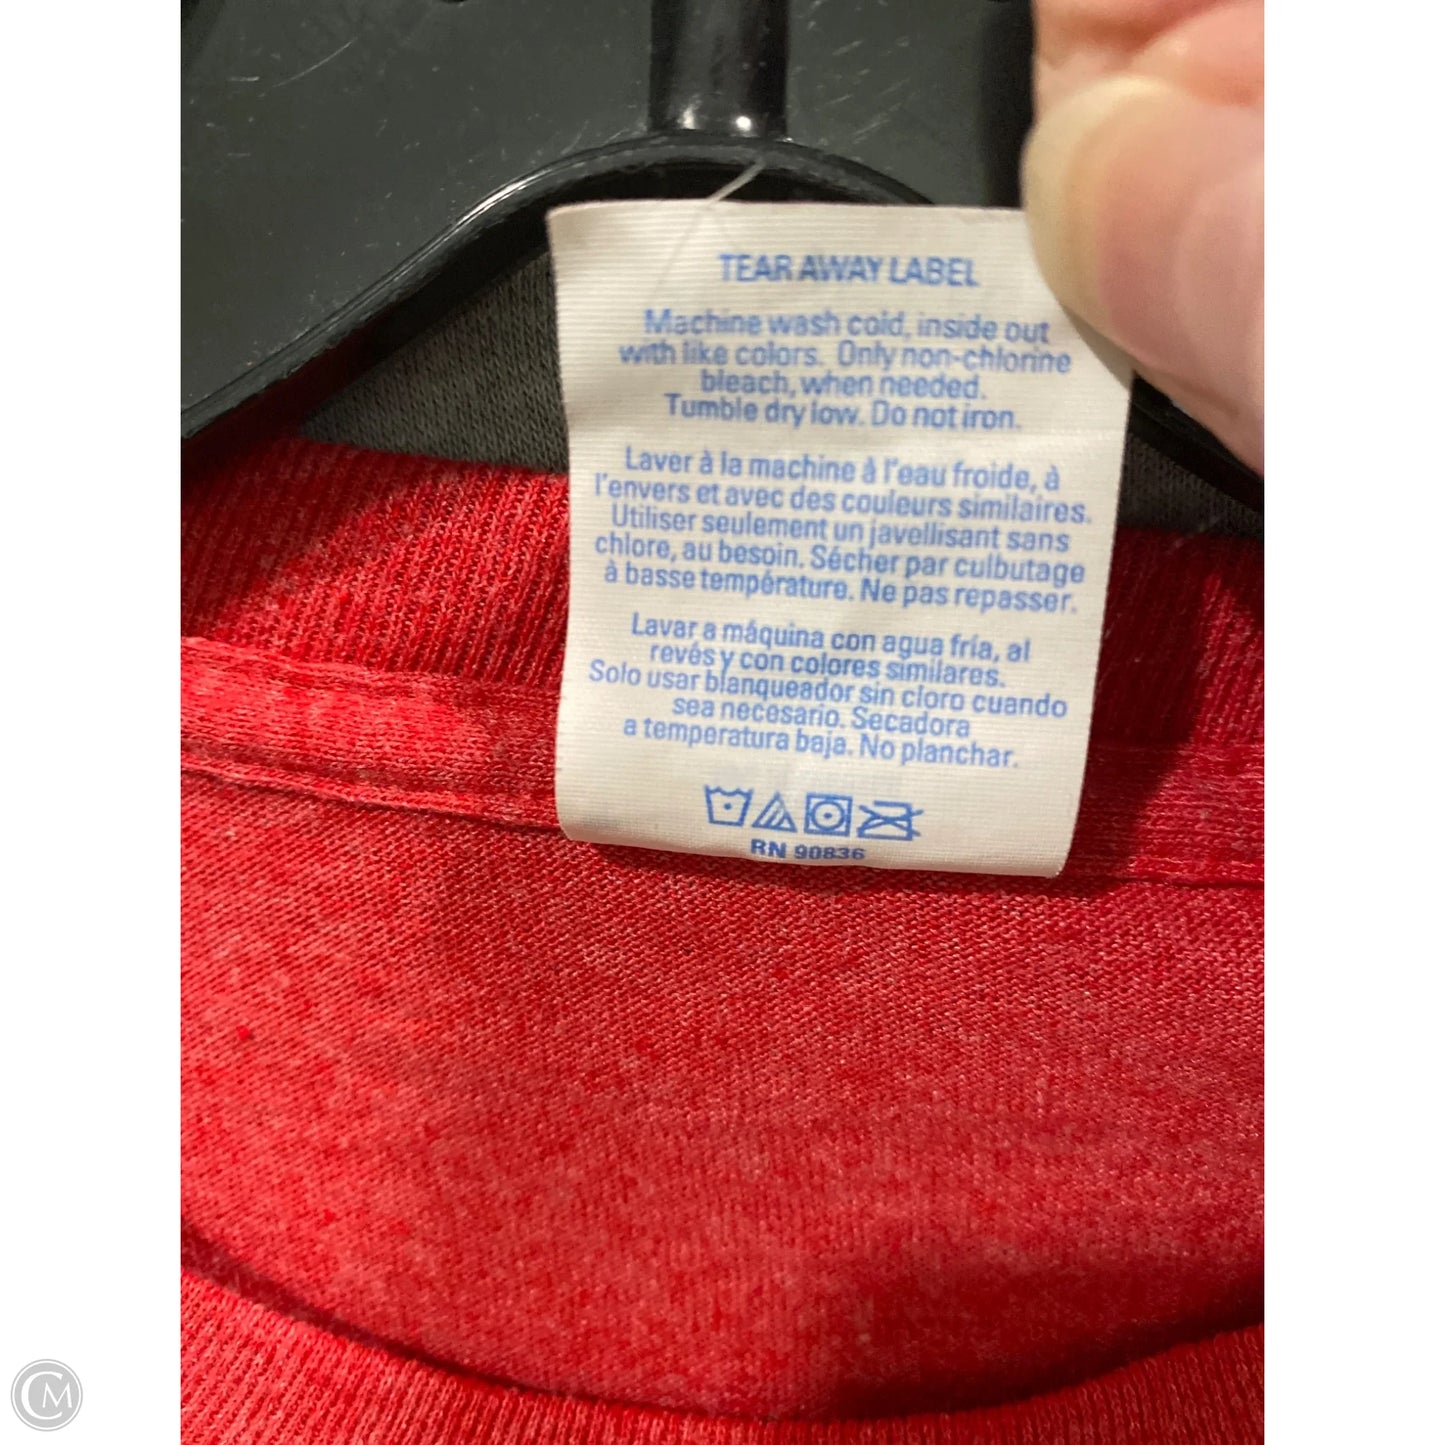 TEAR AWAY LABEL
Machine wash cold, inside out
with like colors. Only non-chlorine
bleach, when needed.
Tumble dry low. Do not iron.
Laver à la machine à l'eau froide, à
l'envers et avec des couleurs similaires.
Utiliser seulement un javellisant sans
chlore, au besoin. Sécher par culbutage
à basse température. Ne pas repasser.
Lavar a máquina con agua fría, al
revés y con colores similares.
Solo usar blanqueador sin cloro cuando
sea necesario. Secadora
a temperatura baja. No planchar.
RN 90836
CM